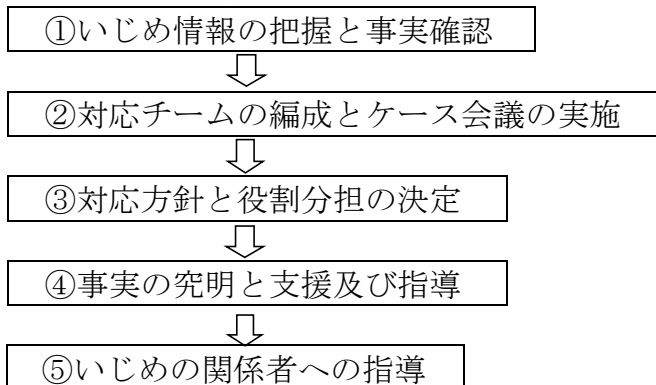 ①いじめ情報の把握と事実確認
②対応チームの編成とケース会議の実施
③対応方針と役割分担の決定
④事実の究明と支援及び指導
⑤いじめの関係者への指導